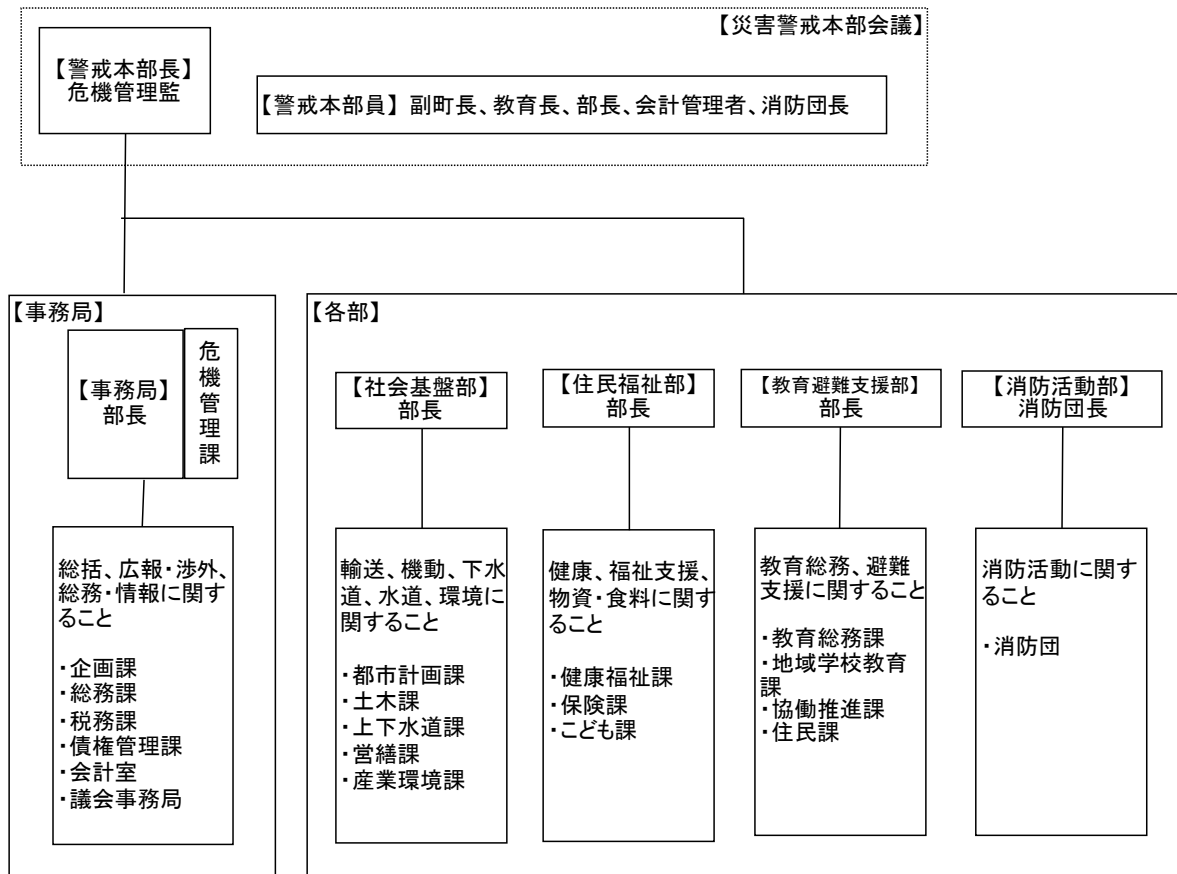 【災害警戒本部会議】
【警戒本部長】
危機管理監
【警戒本部員】 副町長、教育長、部長、会計管理者、消防団長
【事務局】
【事務局】
部長
危機管理課
総括、広報・渉外、
総務・情報に関す
ること
・企画課
・総務課
・税務課
・債権管理課
・会計室
・議会事務局
【各部】
【社会基盤部】
部長
輸送、機動、下水
道、水道、環境に
関すること
・都市計画課
・土木課
・上下水道課
・営繕課
・産業環境課
【住民福祉部】
部長
健康、福祉支援、
物資・食料に関す
ること
・健康福祉課
・保険課
・こども課
【教育避難支援部】
部長
教育総務、避難
支援に関すること
・教育総務課
・地域学校教育
課
・協働推進課
・住民課
【消防活動部】
消防団長
消防活動に関す
ること
・消防団